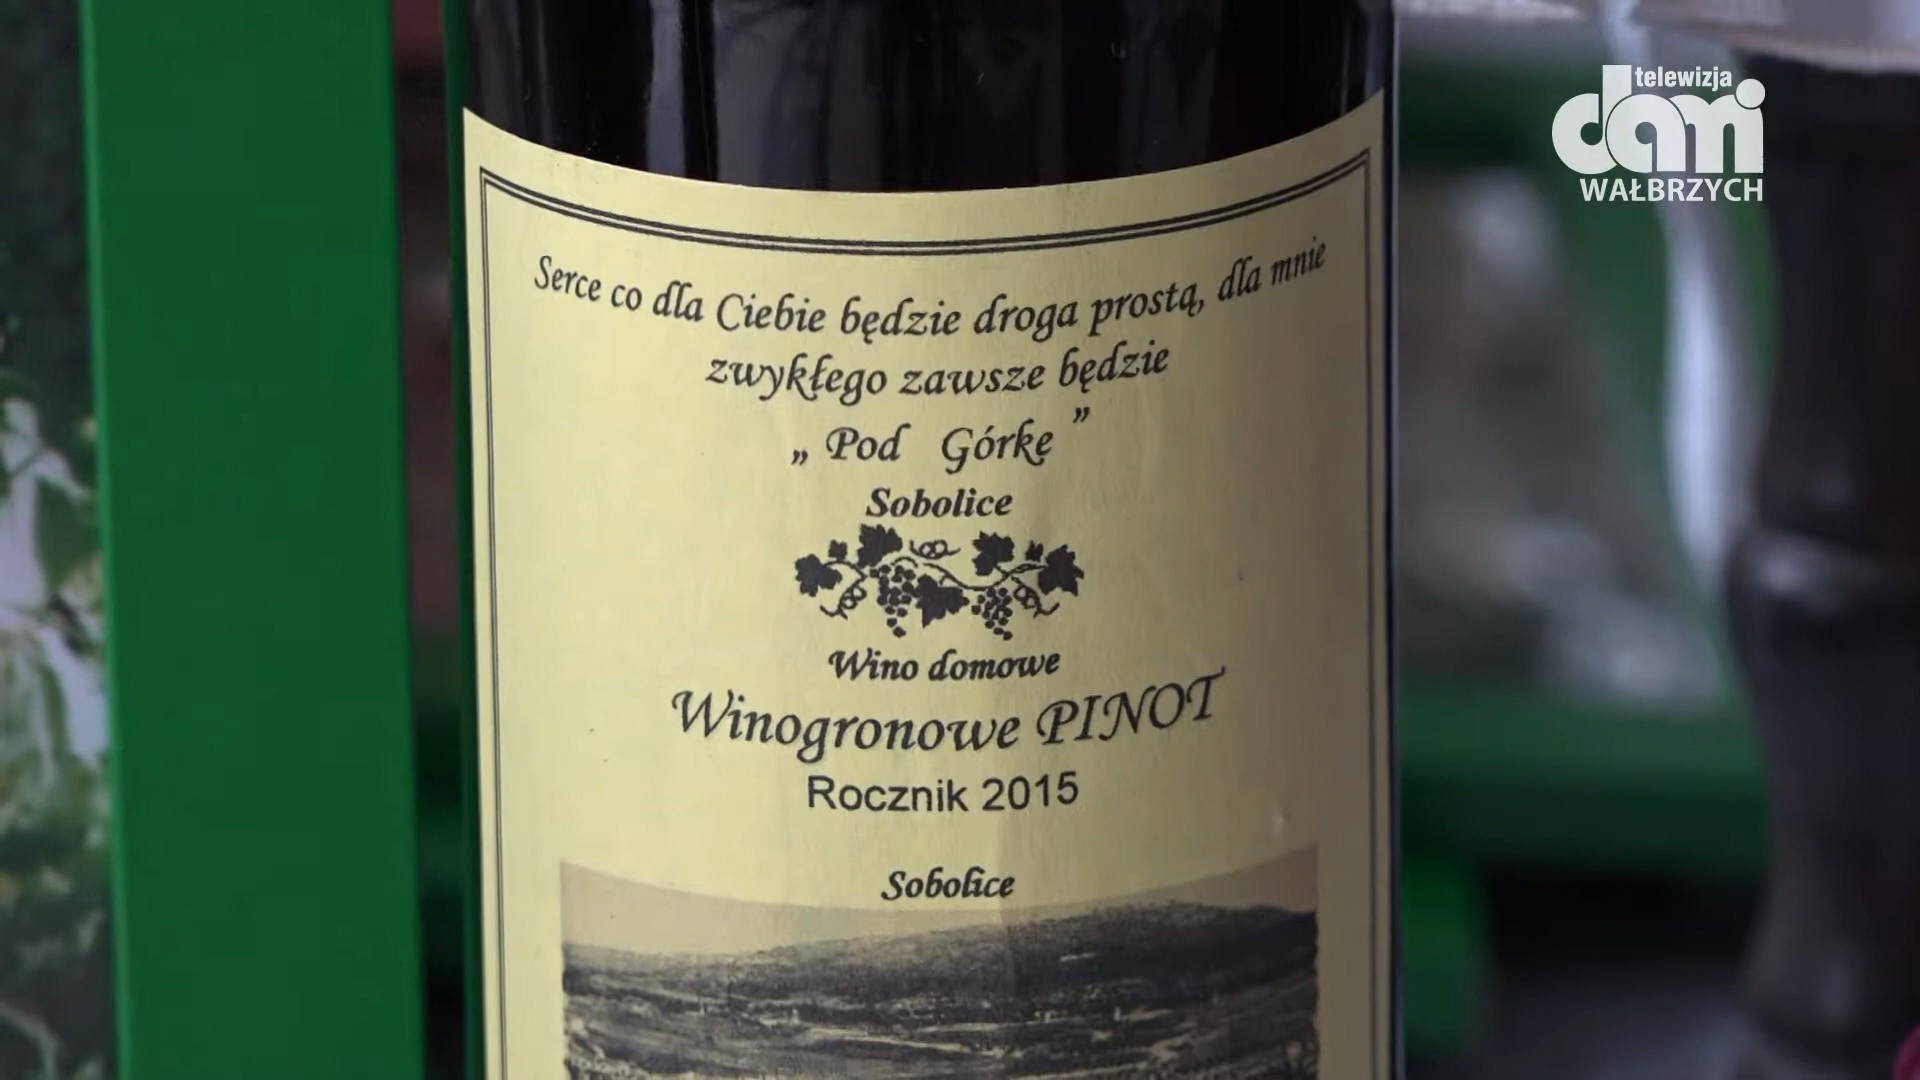 telewizja
dami
WAŁBRZYCH
Serce co dla Ciebie będzie droga prostą, dla mnie
zwykłego zawsze będzie
„ Pod Górkę ”
Sobolice
Wino domowe
Winogronowe PINOT
Rocznik 2015
Sobolice